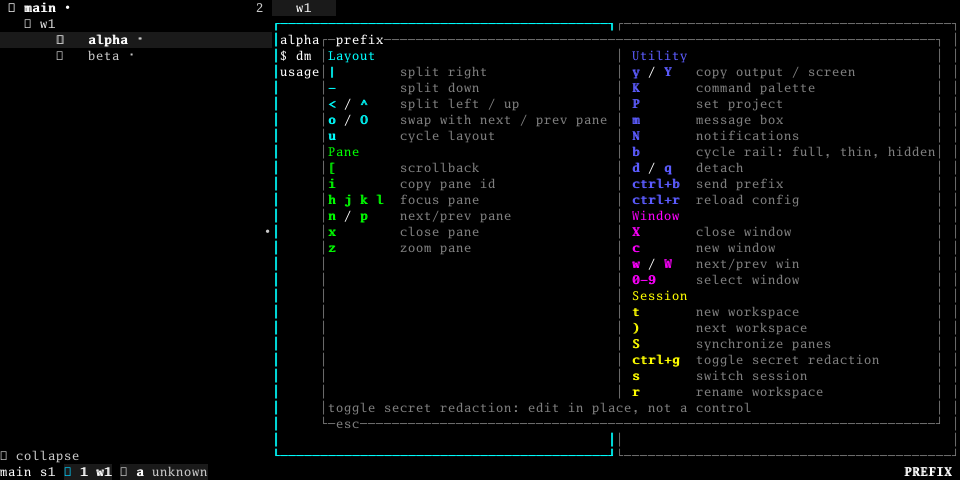 main • 2 w1
w1
alpha • alpha prefix
beta • $ dm Layout Utility
usage | split right y / Y copy output / screen
− split down K command palette
< / ^ split left / up P set project
o / O swap with next / prev pane m message box
u cycle layout N notifications
Pane b cycle rail: full, thin, hidden
[ scrollback d / q detach
i copy pane id ctrl+b send prefix
h j k l focus pane ctrl+r reload config
n / p next/prev pane Window
• x close pane X close window
z zoom pane c new window
w / W next/prev win
0−9 select window
Session
t new workspace
) next workspace
S synchronize panes
ctrl+g toggle secret redaction
s switch session
r rename workspace
toggle secret redaction: edit in place, not a control
esc
collapse
main s1 1 w1 a unknown PREFIX